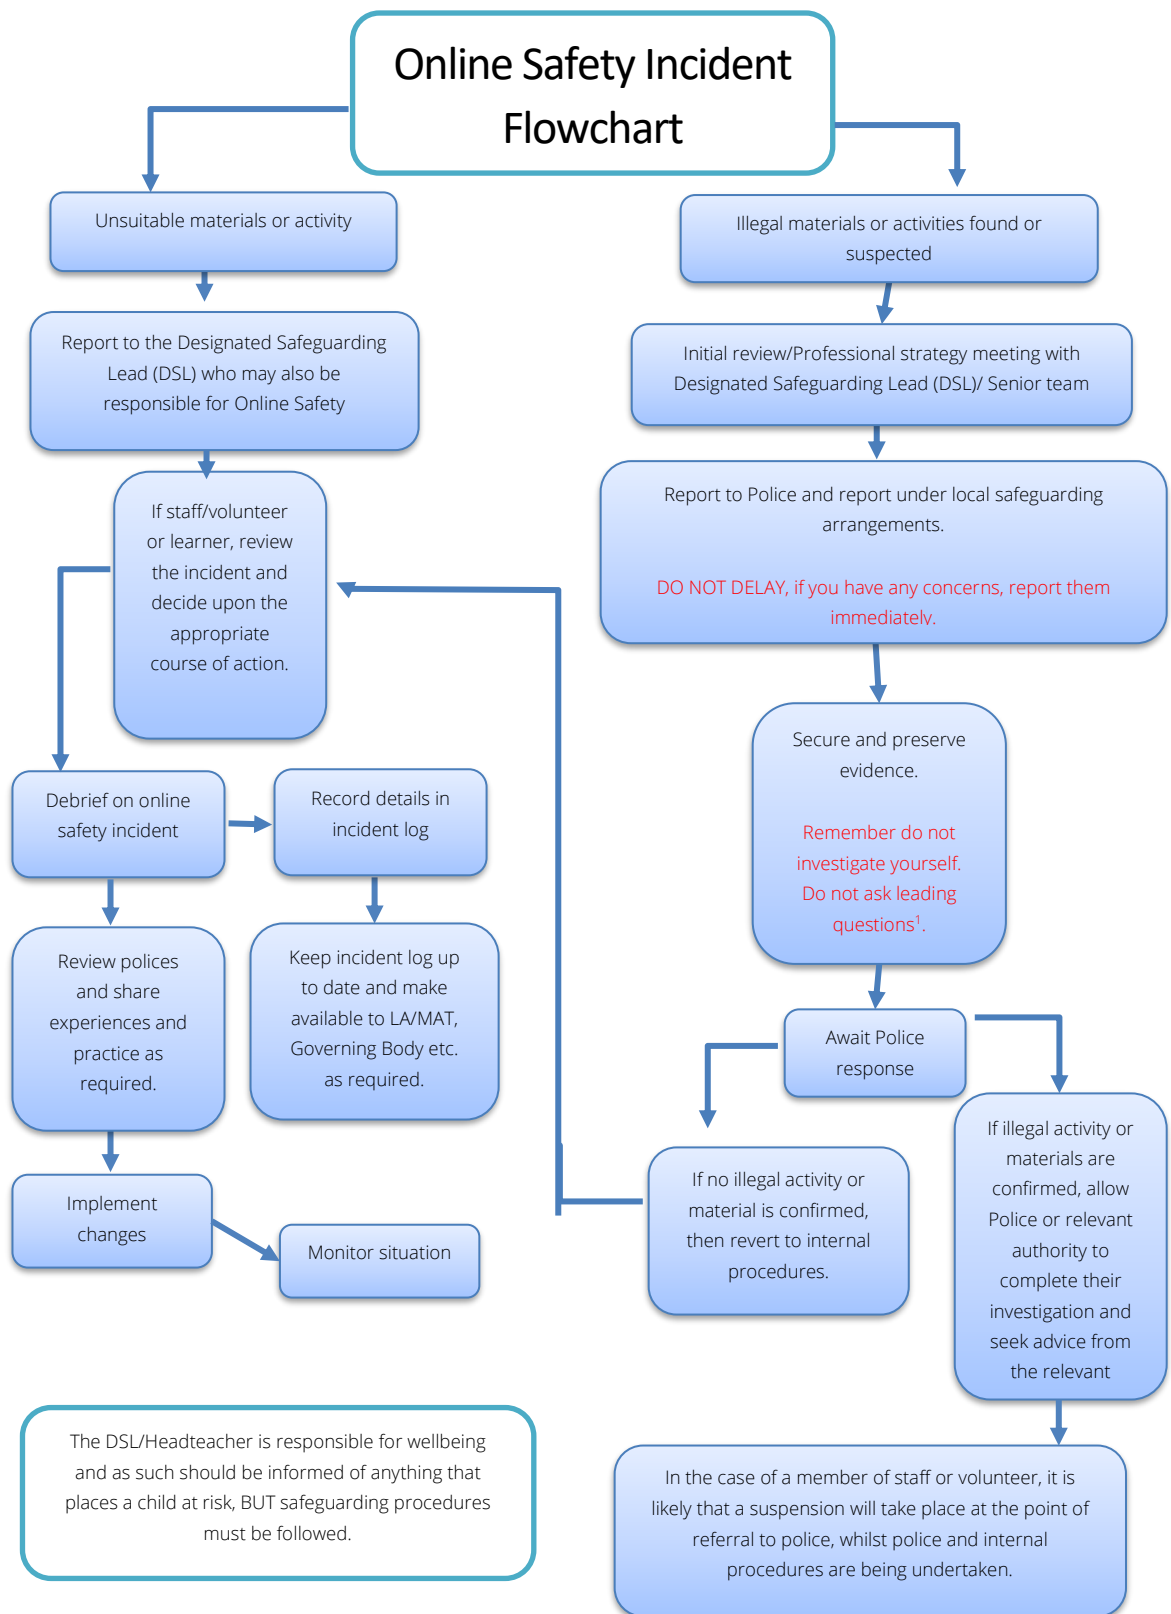 Online Safety Incident
Flowchart
Unsuitable materials or activity
Report to the Designated Safeguarding
Lead (DSL) who may also be
responsible for Online Safety
If staff/volunteer
or learner, review
the incident and
decide upon the
appropriate
course of action.
Debrief on online
safety incident
Record details in
incident log
Review polices
and share
experiences and
practice as
required.
Keep incident log up
to date and make
available to LA/MAT,
Governing Body etc.
as required.
Implement
changes
Monitor situation
The DSL/Headteacher is responsible for wellbeing
and as such should be informed of anything that
places a child at risk, BUT safeguarding procedures
must be followed.
Illegal materials or activities found or
suspected
Initial review/Professional strategy meeting with
Designated Safeguarding Lead (DSL)/ Senior team
Report to Police and report under local safeguarding
arrangements.
DO NOT DELAY, if you have any concerns, report them
immediately.
Secure and preserve
evidence.
Remember do not
investigate yourself.
Do not ask leading
questions¹.
Await Police
response
If no illegal activity or
material is confirmed,
then revert to internal
procedures.
If illegal activity or
materials are
confirmed, allow
Police or relevant
authority to
complete their
investigation and
seek advice from
the relevant
In the case of a member of staff or volunteer, it is
likely that a suspension will take place at the point of
referral to police, whilst police and internal
procedures are being undertaken.